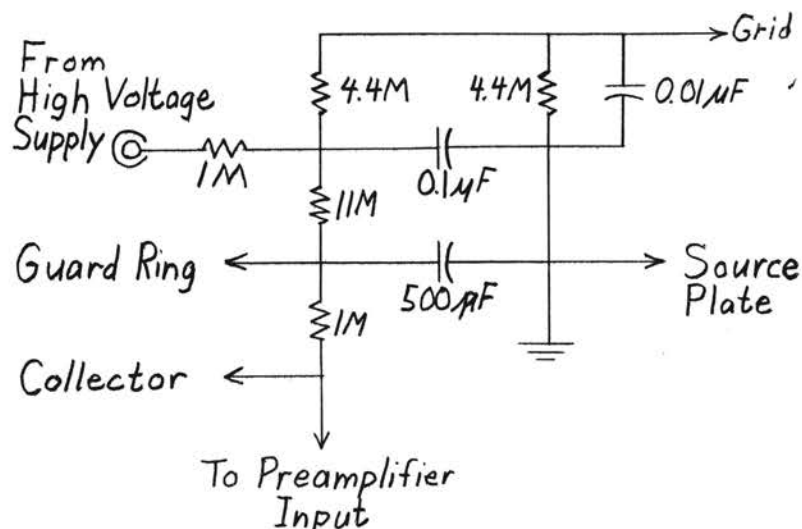 Grid
From
High Voltage
Supply
4.4M
4.4M
0.01µF
1M
0.1µF
11M
Guard Ring
500µµF
Source
Plate
1M
Collector
To Preamplifier
Input